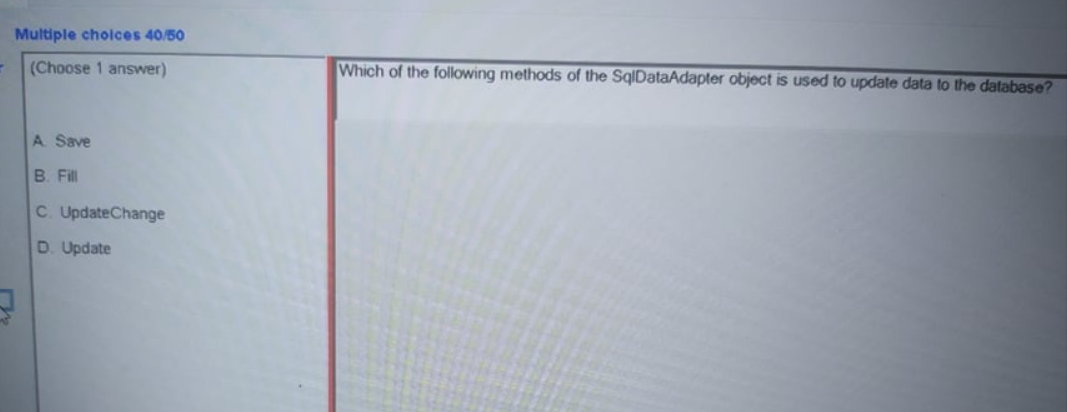 Multiple choices 40/50
(Choose 1 answer)
Which of the following methods of the SqlDataAdapter object is used to update data to the database?
A. Save
B. Fill
C. UpdateChange
D. Update